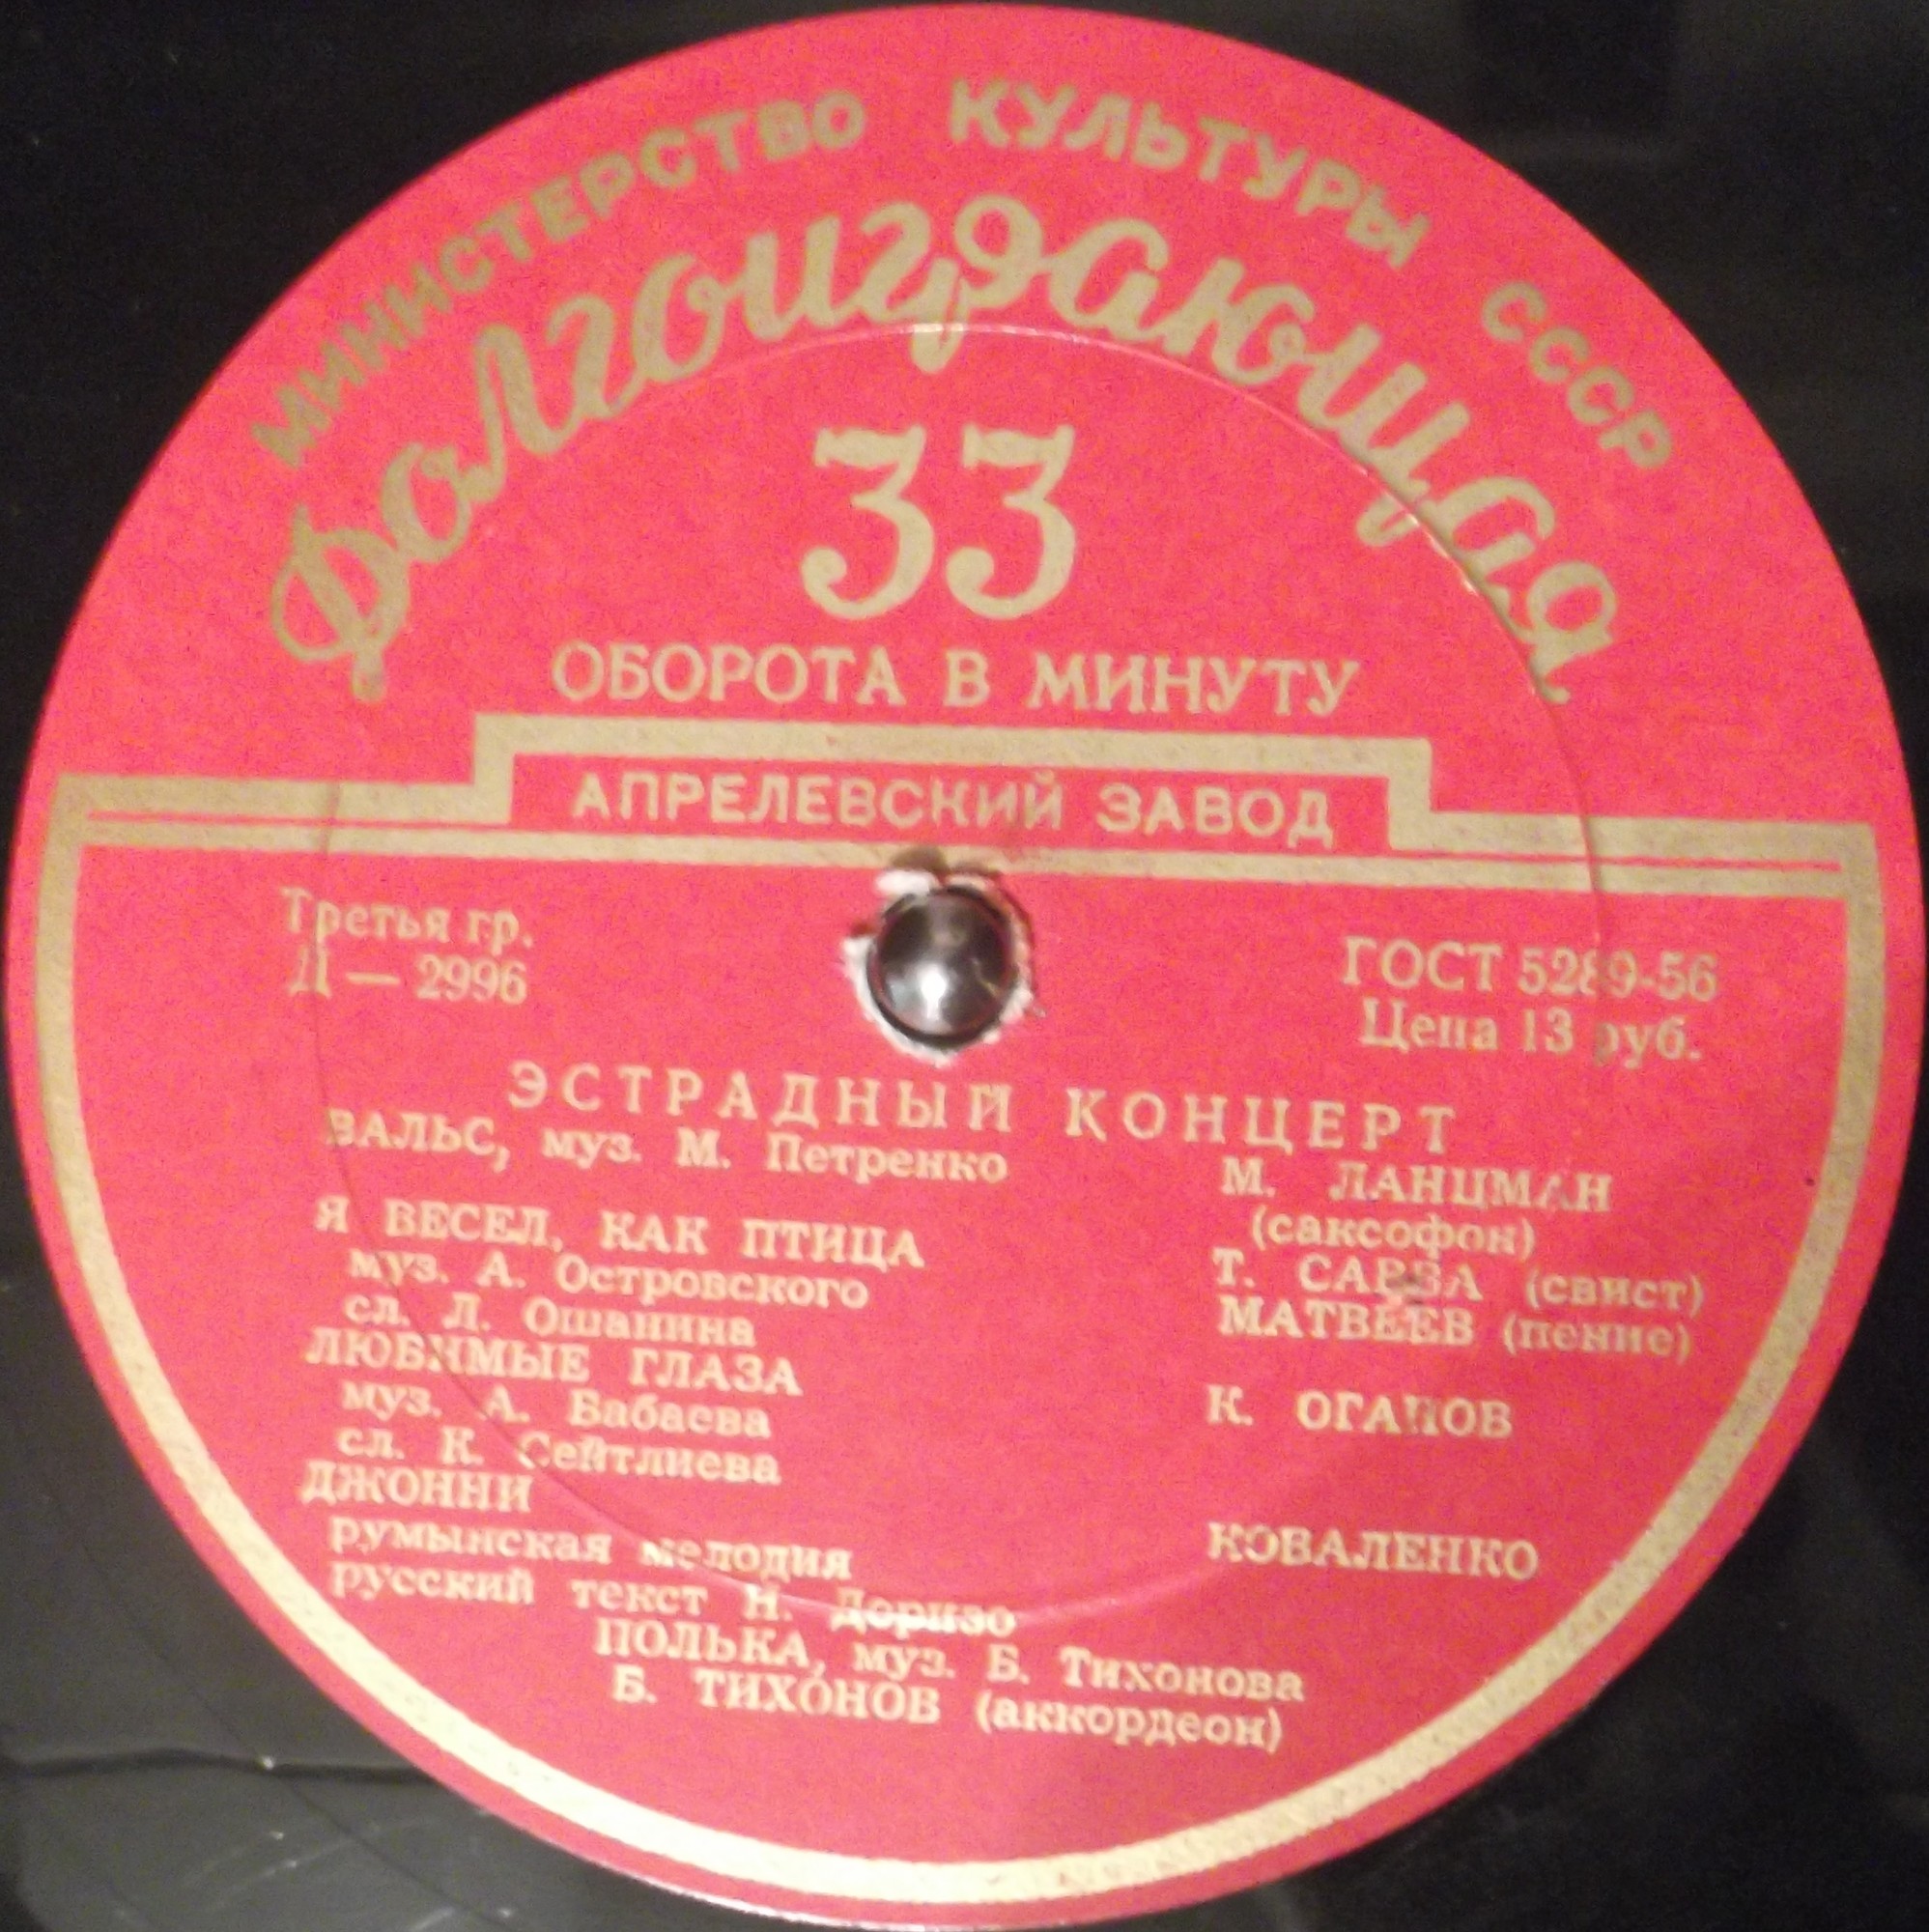 МИНИСТЕРСТВО КУЛЬТУРЫ СССР
Долгоиграющая
33
ОБОРОТА В МИНУТУ
АПРЕЛЕВСКИЙ ЗАВОД
Третья гр.
Д — 2996
ГОСТ 5289-56
Цена 13 руб.
ЭСТРАДНЫЙ КОНЦЕРТ
ВАЛЬС, муз. М. Петренко
М. ЛАНЦМАН
(саксофон)
Я ВЕСЕЛ, КАК ПТИЦА
муз. А. Островского
сл. Л. Ошанина
Т. САВВА (свист)
МАТВЕЕВ (пение)
ЛЮБИМЫЕ ГЛАЗА
муз. А. Бабаева
сл. К. Сейтлиева
К. ОГАНОВ
ДЖОННИ
румынская мелодия
русский текст Н. Доризо
КОВАЛЕНКО
ПОЛЬКА, муз. Б. Тихонова
Б. ТИХОНОВ (аккордеон)